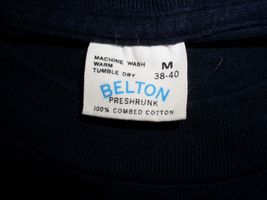 MACHINE WASH
WARM
TUMBLE DRY
M
38-40
BELTON
PRESHRUNK
100% COMBED COTTON